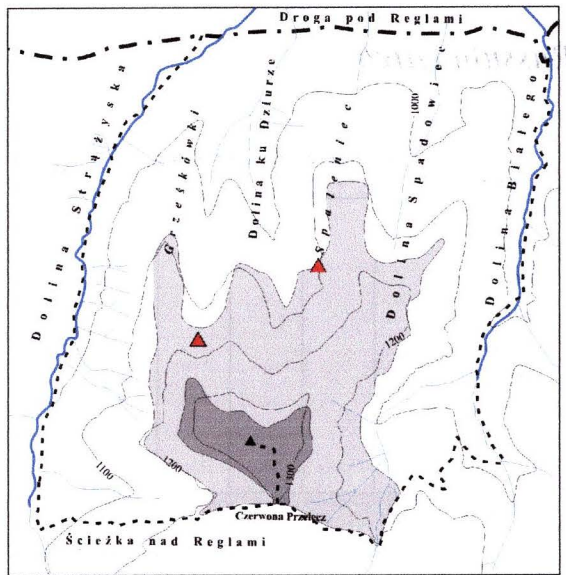 Droga pod Reglami
Dolina Strążyska
Grześkówki
Dolina ku Dziurze
Spaleniec
Dolina Spadowiec
Dolina Białego
1000
1200
1100
1200
1300
Czerwona Przełęcz
Ścieżka nad Reglami